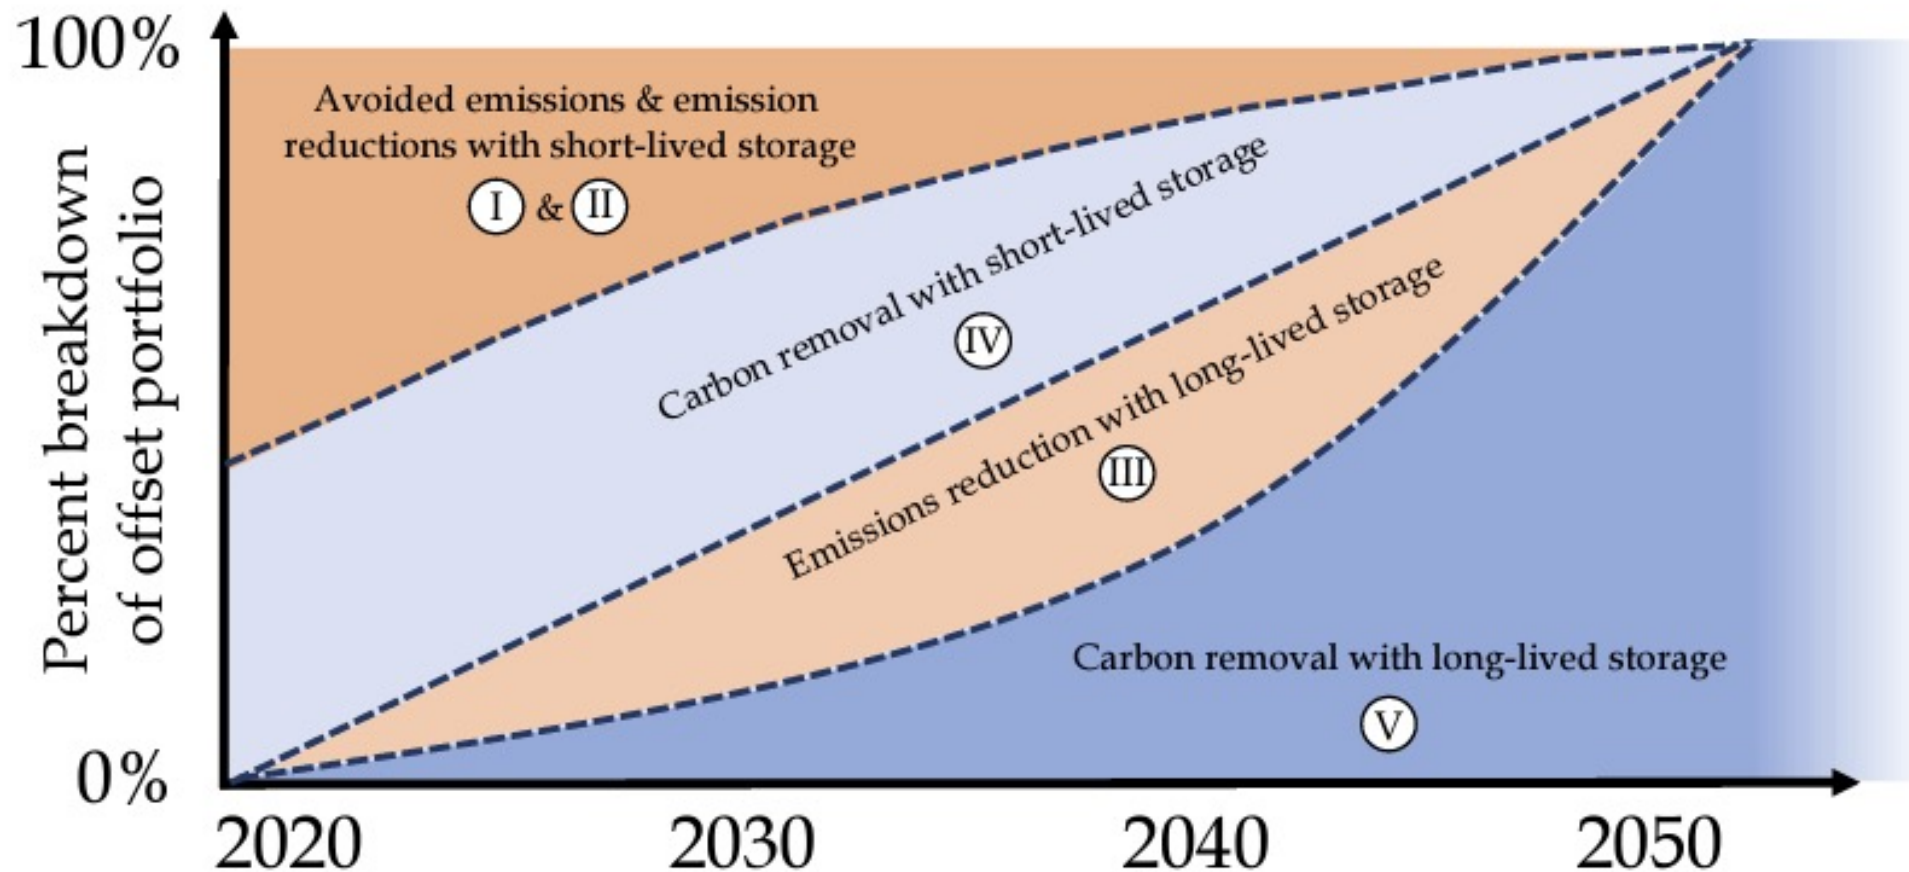 100%
Percent breakdown
of offset portfolio
0%
Avoided emissions & emission
reductions with short-lived storage
I & II
Carbon removal with short-lived storage
IV
Emissions reduction with long-lived storage
III
Carbon removal with long-lived storage
V
2020 2030 2040 2050